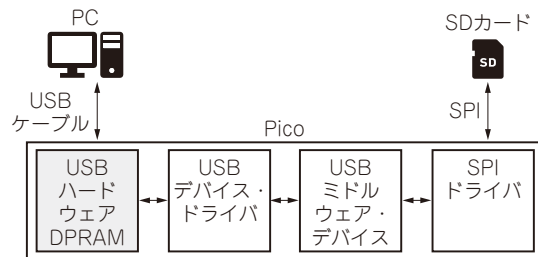 PC
SDカード
SD
USB
ケーブル
SPI
Pico
USB
ハード
ウェア
DPRAM
USB
デバイス・
ドライバ
USB
ミドル
ウェア・
デバイス
SPI
ドライバ